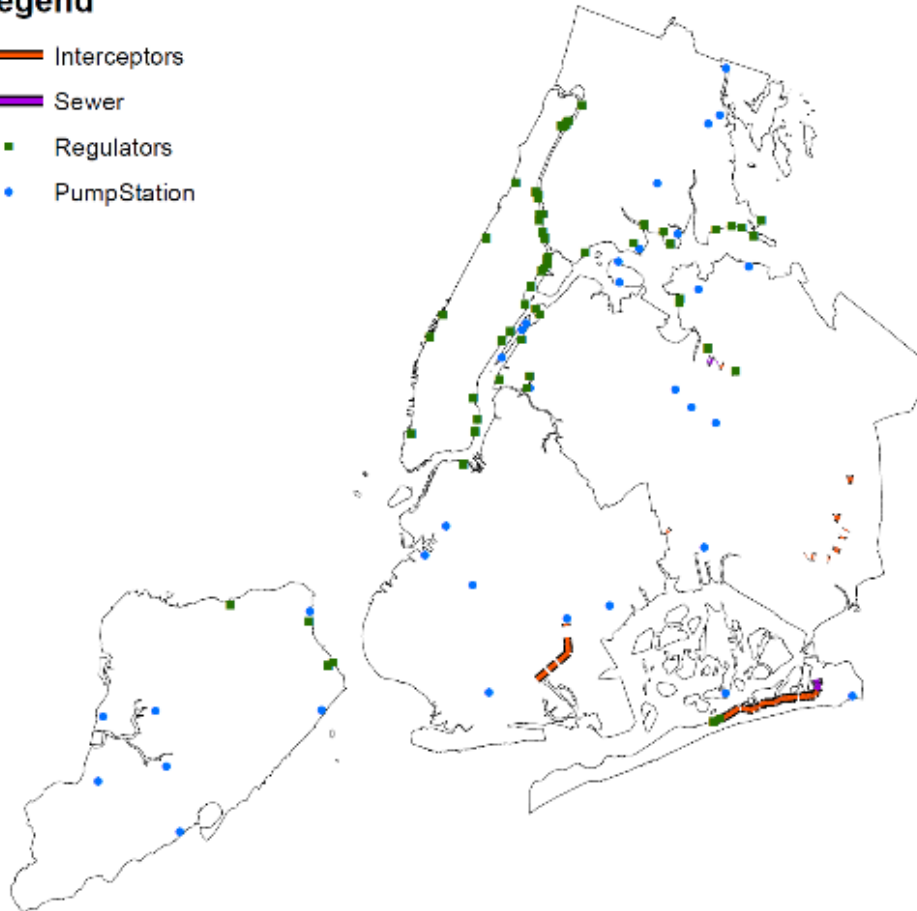 egend
Interceptors
Sewer
Regulators
PumpStation